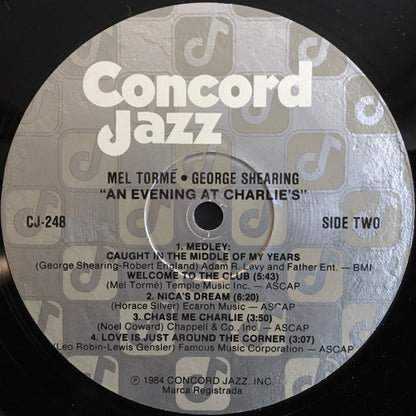 Concord
Jazz
MEL TORMÉ • GEORGE SHEARING
"AN EVENING AT CHARLIE'S"
CJ-248
SIDE TWO
1. MEDLEY:
CAUGHT IN THE MIDDLE OF MY YEARS
(George Shearing-Robert England) Adam R. Levy and Father Ent. — BMI
WELCOME TO THE CLUB (5:43)
(Mel Tormé) Temple Music Inc. — ASCAP
2. NICA'S DREAM (6:20)
(Horace Silver) Ecaroh Music — ASCAP
3. CHASE ME CHARLIE (3:50)
(Noel Coward) Chappell & Co., Inc. — ASCAP
4. LOVE IS JUST AROUND THE CORNER (3:07)
(Leo Robin-Lewis Gensler) Famous Music Corporation — ASCAP
℗ 1984 CONCORD JAZZ, INC.
Marca Registrada